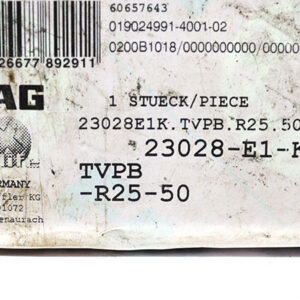 60657643
019024991-4001-02
26677 892911
0200B1018/0000000000/0000
AG
1 STUECK/PIECE
23028E1K.TVPB.R25.50
23028-E1-K
TVPB
-R25-50
RMANY
ffler KG
1072
enaurach